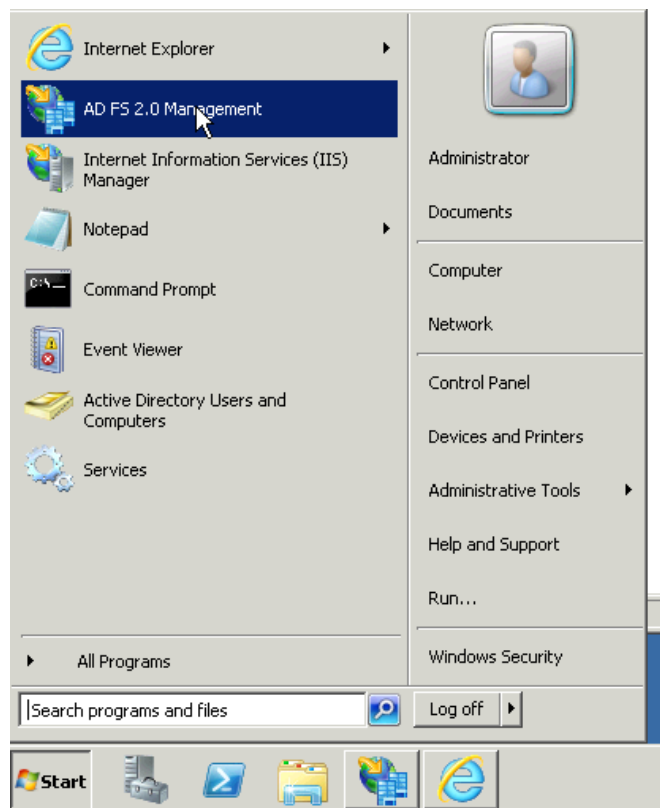 Internet Explorer
AD FS 2.0 Management
Internet Information Services (IIS)
Manager
Notepad
C:\
Command Prompt
Event Viewer
Active Directory Users and
Computers
Services
All Programs
Search programs and files
Administrator
Documents
Computer
Network
Control Panel
Devices and Printers
Administrative Tools
Help and Support
Run...
Windows Security
Log off
Start